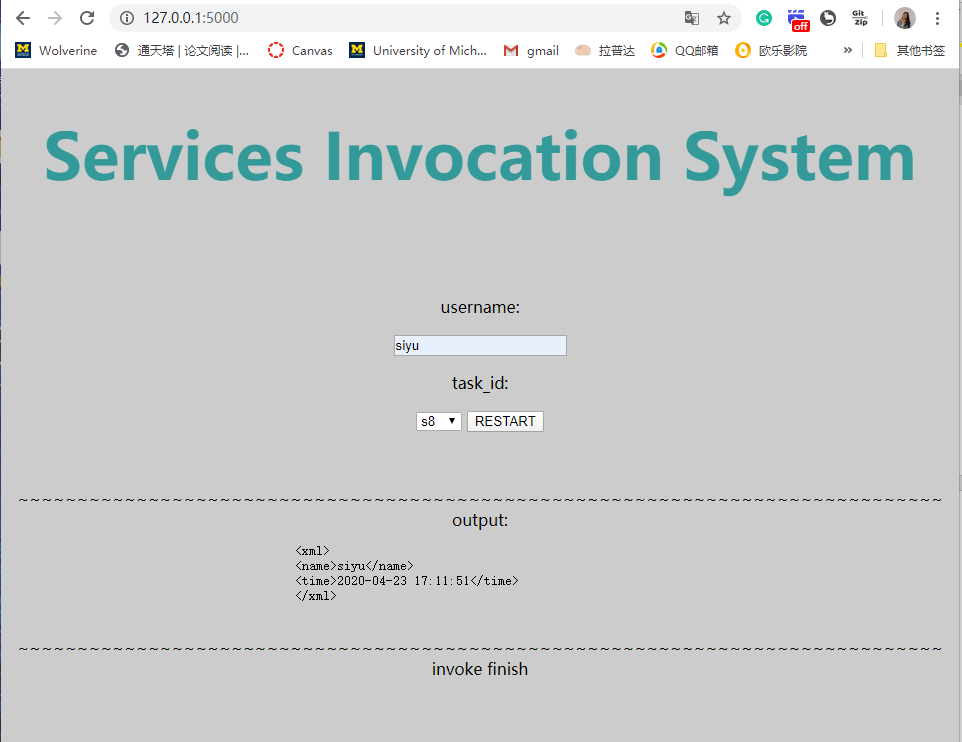 127.0.0.1:5000
off
Git
Zip
M Wolverine 通天塔 | 论文阅读 |... Canvas M University of Mich... gmail 拉普达 QQ邮箱 欧乐影院 » 其他书签
Services Invocation System
username:
siyu
task_id:
s8 RESTART
~~~~~~~~~~~~~~~~~~~~~~~~~~~~~~~~~~~~~~~~~~~~~~~~~~~~~~~~~~~~~~~~~~~~~~~~~~~~~
output:
<xml>
<name>siyu</name>
<time>2020-04-23 17:11:51</time>
</xml>
~~~~~~~~~~~~~~~~~~~~~~~~~~~~~~~~~~~~~~~~~~~~~~~~~~~~~~~~~~~~~~~~~~~~~~~~~~~~~
invoke finish